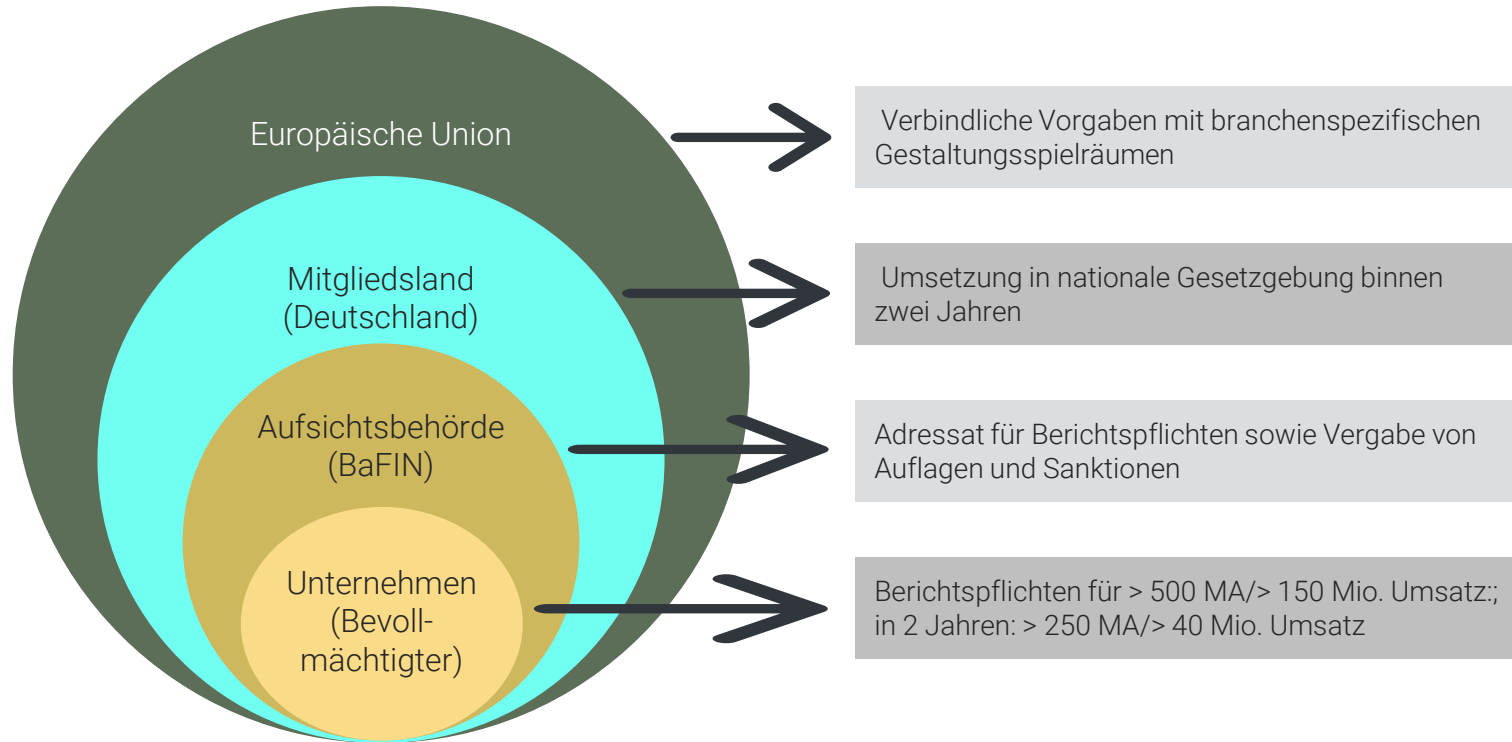 Europäische Union
Verbindliche Vorgaben mit branchenspezifischen
Gestaltungsspielräumen
Mitgliedsland
(Deutschland)
Umsetzung in nationale Gesetzgebung binnen
zwei Jahren
Aufsichtsbehörde
(BaFIN)
Adressat für Berichtspflichten sowie Vergabe von
Auflagen und Sanktionen
Unternehmen
(Bevoll-
mächtigter)
Berichtspflichten für > 500 MA/> 150 Mio. Umsatz:;
in 2 Jahren: > 250 MA/> 40 Mio. Umsatz